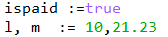 ispaid :=true
l, m  := 10,21.23